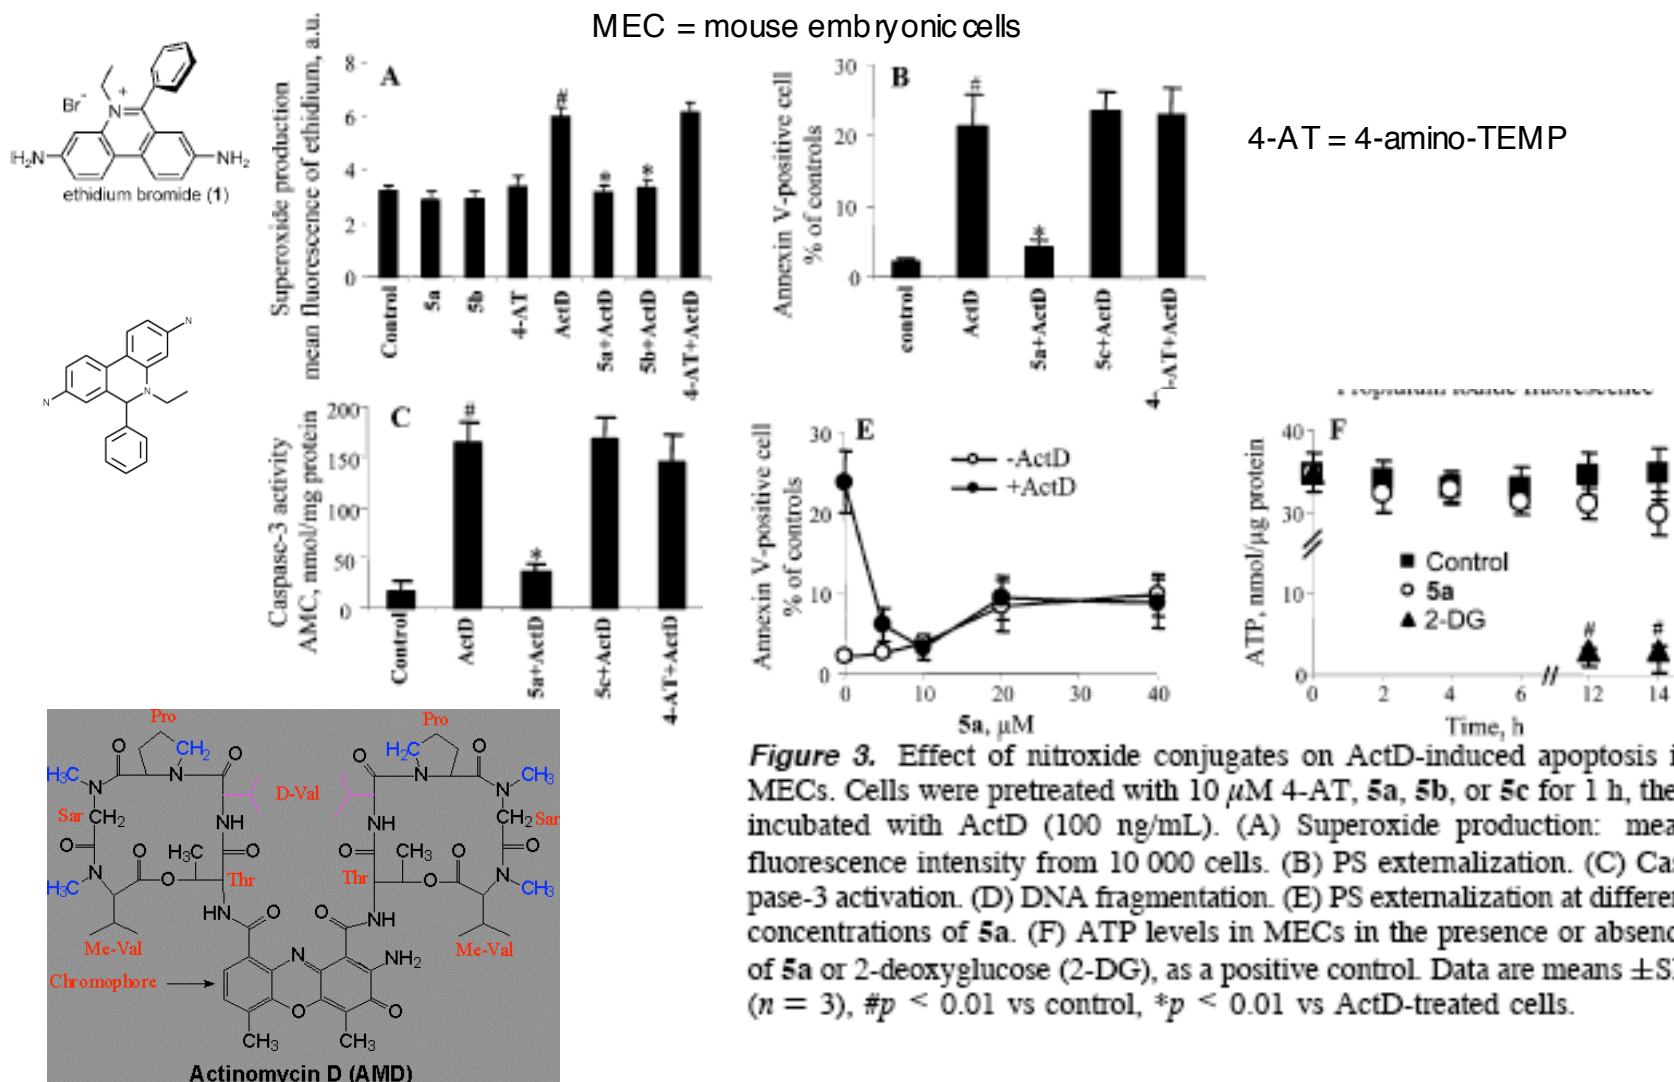 MEC = mouse embryonic cells
4-AT = 4-amino-TEMP
Br-
N+
H2N
NH2
ethidium bromide (1)
N
N
N
A
Superoxide production
mean fluorescence of ethidium, a.u.
8
6
4
2
0
#
*
*
Control
5a
5b
4-AT
ActD
5a+ActD
5b+ActD
4-AT+ActD
B
Annexin V-positive cell
% of controls
30
20
10
0
#
*
control
ActD
5a+ActD
5c+ActD
4-AT+ActD
C
Caspase-3 activity
AMC, nmol/mg protein
200
150
100
50
0
#
*
Control
ActD
5a+ActD
5c+ActD
4-AT+ActD
E
Annexin V-positive cell
% of controls
30
20
10
0
-ActD
+ActD
0 10 20 30 40
5a, μM
Propidium iodide fluorescence
F
ATP, nmol/μg protein
40
30
10
0
Control
5a
2-DG
# #
0 2 4 6 12 14
Time, h
Pro
Pro
O
N
CH2
O
O
H2C
N
O
H3C
N
D-Val
N
CH3
Sar
CH2
NH
NH
CH2
Sar
O
O
H3C
O
O
CH3
O
O
H3C
N
O
Thr
Thr
O
N
CH3
HN
O
O
NH
Me-Val
Me-Val
N
NH2
Chromophore
O
O
CH3
CH3
Actinomycin D (AMD)
Figure 3. Effect of nitroxide conjugates on ActD-induced apoptosis i
MECs. Cells were pretreated with 10 μM 4-AT, 5a, 5b, or 5c for 1 h, the
incubated with ActD (100 ng/mL). (A) Superoxide production: mea
fluorescence intensity from 10 000 cells. (B) PS externalization. (C) Cas
pase-3 activation. (D) DNA fragmentation. (E) PS externalization at differen
concentrations of 5a. (F) ATP levels in MECs in the presence or absenc
of 5a or 2-deoxyglucose (2-DG), as a positive control. Data are means ±S
(n = 3), #p < 0.01 vs control, *p < 0.01 vs ActD-treated cells.